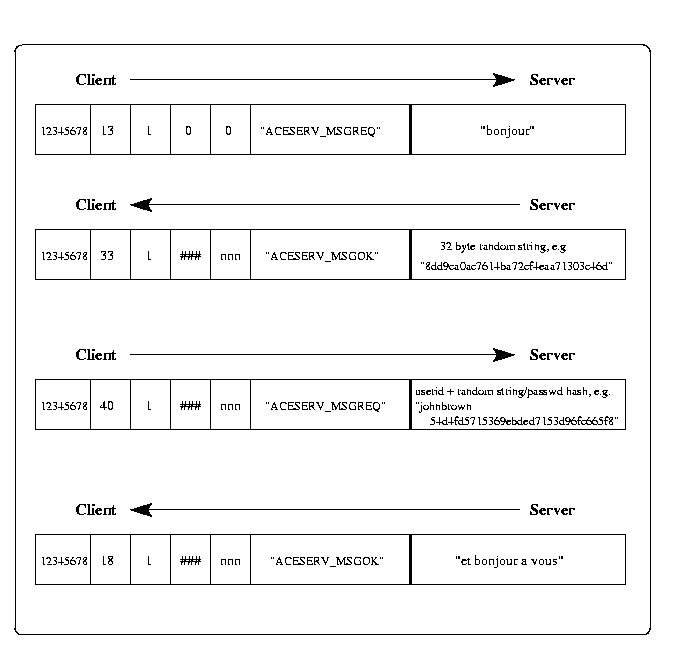 Client Server
12345678 13 1 0 0 "ACESERV_MSGREQ" "bonjour"
Client Server
12345678 33 1 ### nnn "ACESERV_MSGOK" 32 byte random string, e.g
"8dd9ca0ac7614ba72cf4eaa71303c46d"
Client Server
12345678 40 1 ### nnn "ACESERV_MSGREQ" userid + random string/passwd hash, e.g.
"johnbrown
54d4fd5715369ebded7153d96fc665f8"
Client Server
12345678 18 1 ### nnn "ACESERV_MSGOK" "et bonjour a vous"